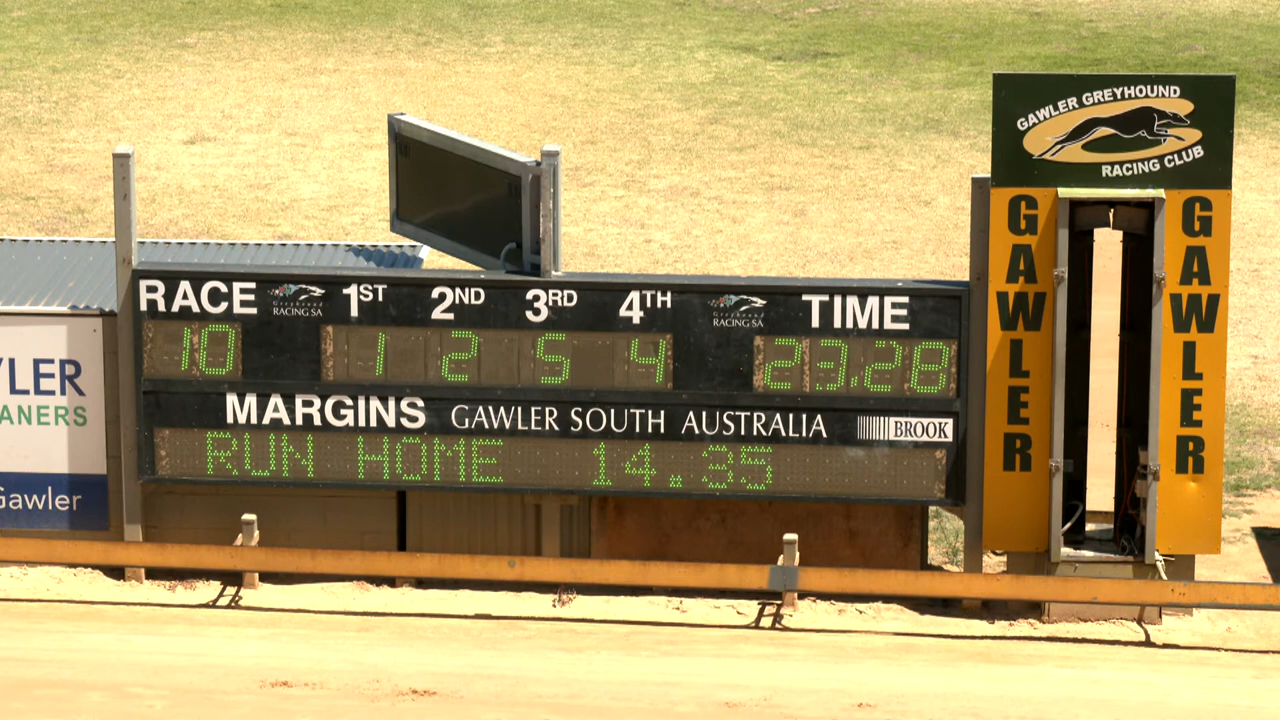 GAWLER GREYHOUND
RACING CLUB
GAWLER
GAWLER
RACE
Greyhound
RACING SA
1ST
2ND
3RD
4TH
Greyhound
RACING SA
TIME
10
1
2
5
4
23.28
MARGINS
GAWLER SOUTH AUSTRALIA
BROOK
RUN HOME 14.35
LER
ANERS
Gawler